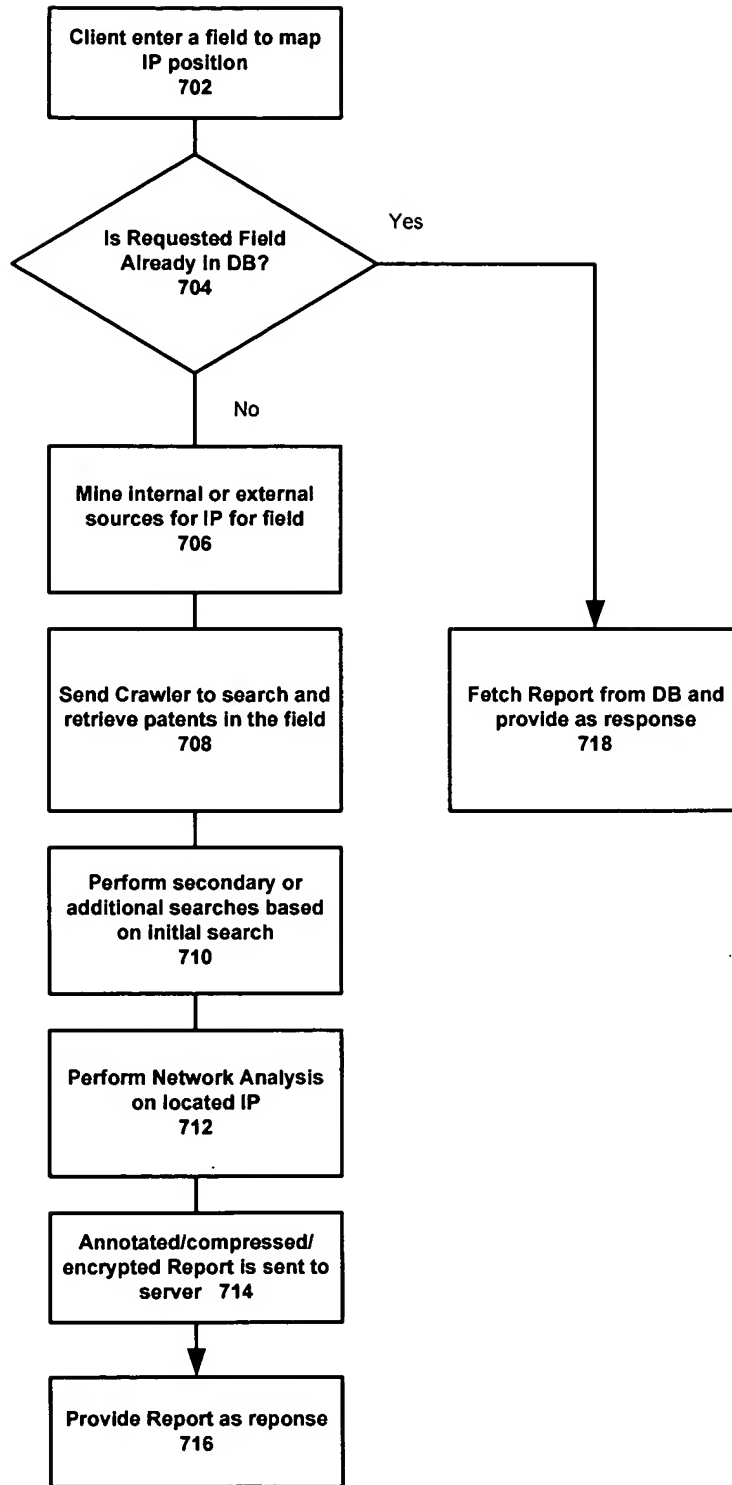 Client enter a field to map
IP position
702
Is Requested Field
Already in DB?
704
Yes
No
Mine internal or external
sources for IP for field
706
Send Crawler to search and
retrieve patents in the field
708
Fetch Report from DB and
provide as response
718
Perform secondary or
additional searches based
on initial search
710
Perform Network Analysis
on located IP
712
Annotated/compressed/
encrypted Report is sent to
server 714
Provide Report as reponse
716